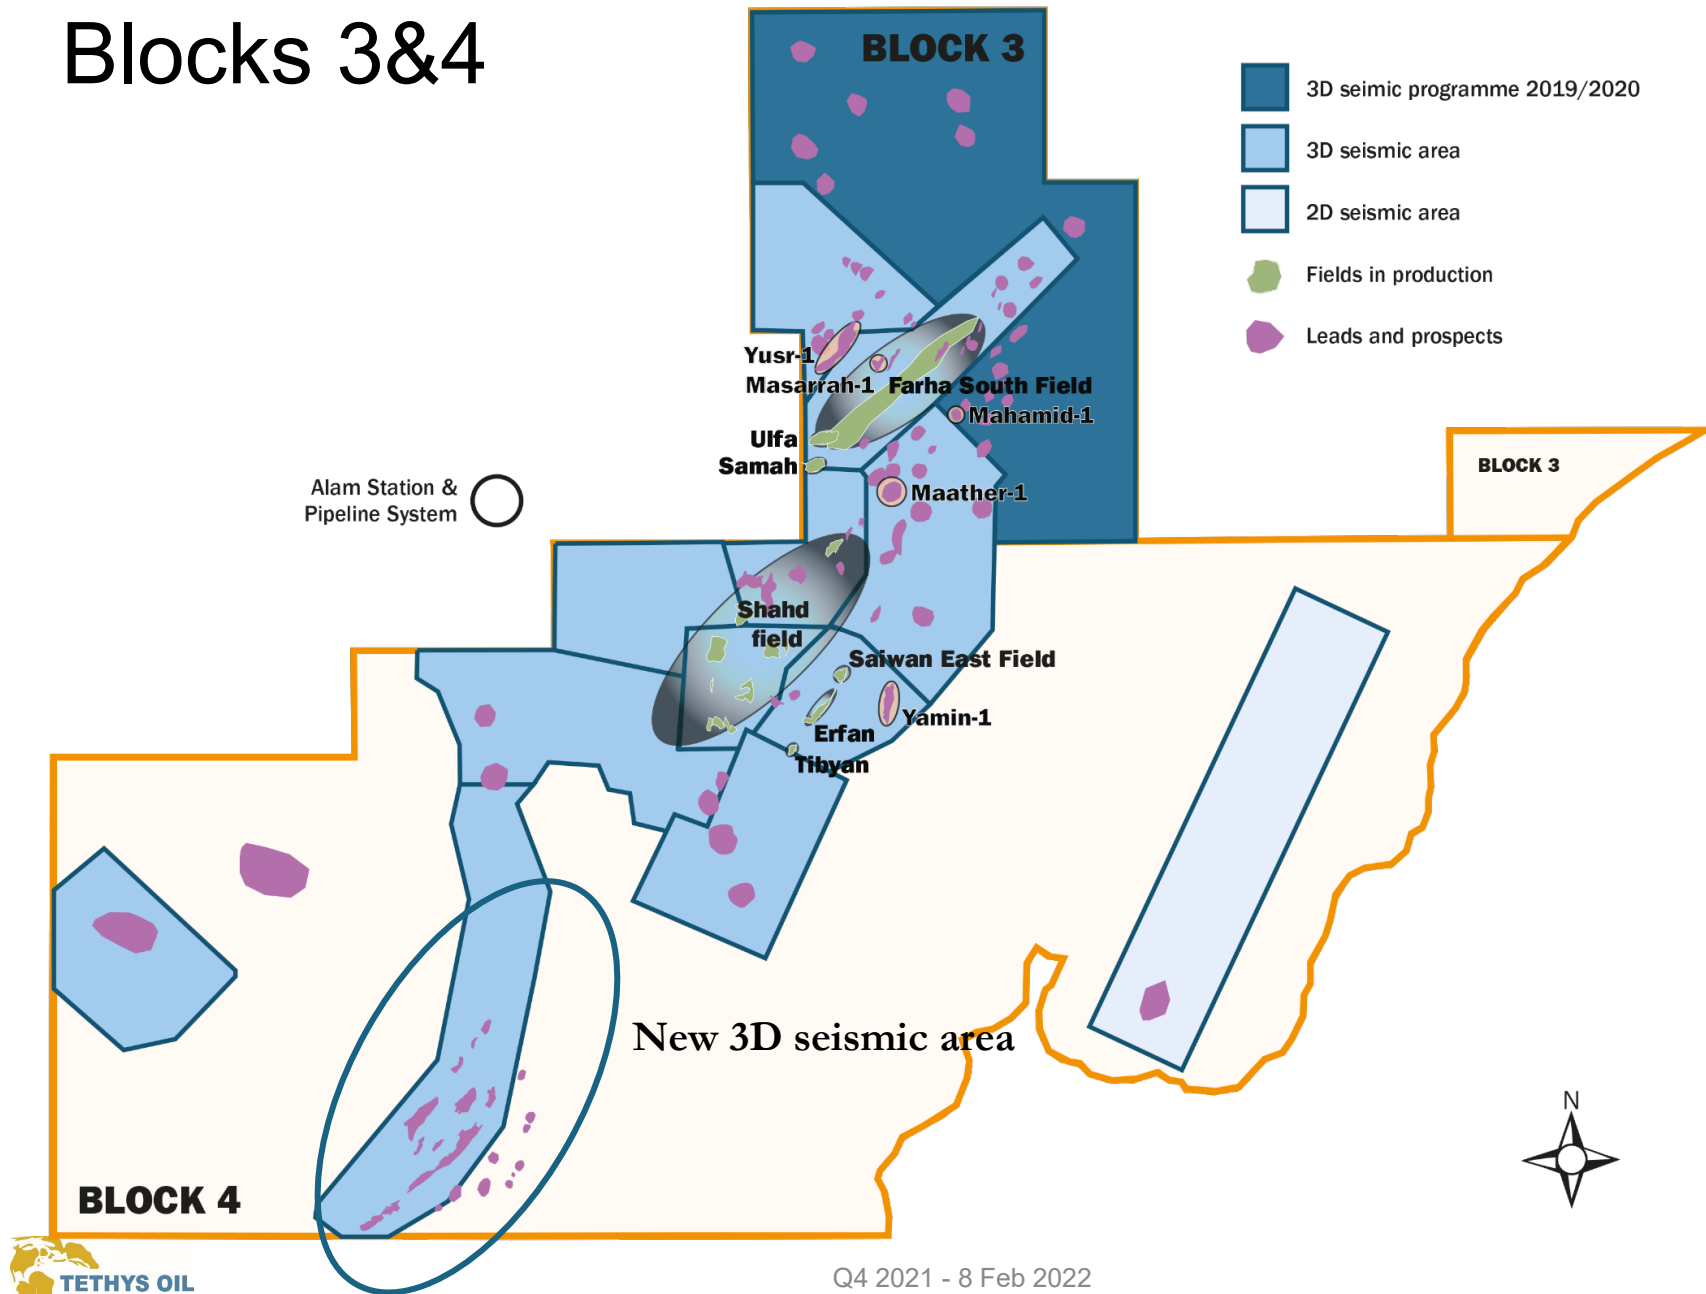 Blocks 3&4
BLOCK 3
3D seimic programme 2019/2020
3D seismic area
2D seismic area
Fields in production
Leads and prospects
Yusr-1
Masarrah-1
Farha South Field
Mahamid-1
Ulfa
Samah
Maather-1
BLOCK 3
Alam Station &
Pipeline System
Shahd
field
Saiwan East Field
Yamin-1
Erfan
Tibyan
New 3D seismic area
N
BLOCK 4
TETHYS OIL
Q4 2021 - 8 Feb 2022